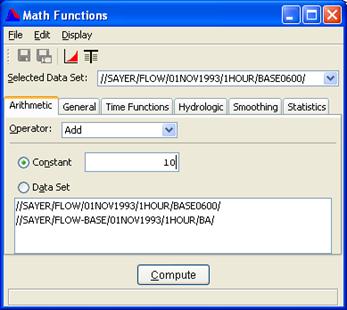 Math Functions
File Edit Display
Selected Data Set: //SAYER/FLOW/01NOV1993/1HOUR/BASE0600/
Arithmetic General Time Functions Hydrologic Smoothing Statistics
Operator: Add
Constant 10
Data Set
//SAYER/FLOW/01NOV1993/1HOUR/BASE0600/
//SAYER/FLOW-BASE/01NOV1993/1HOUR/BA/
Compute